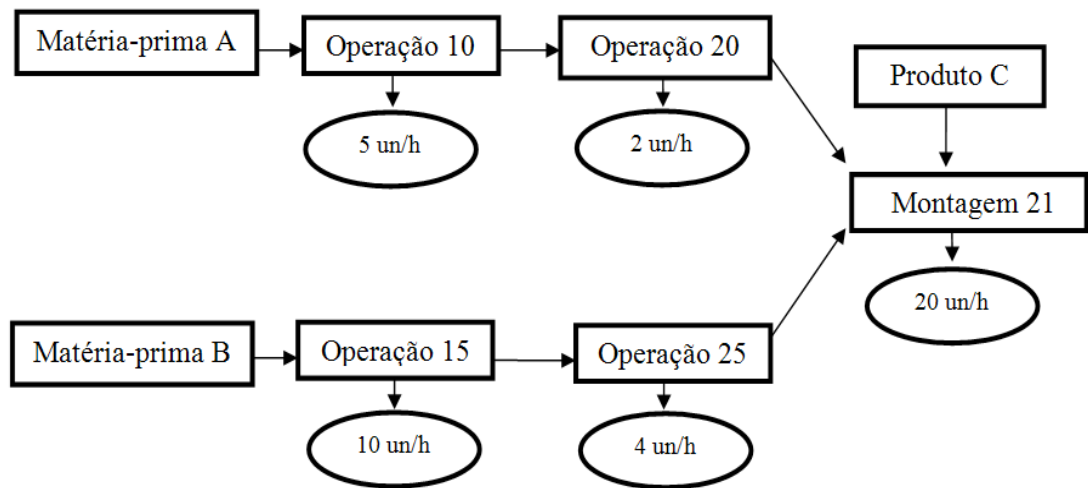 Matéria-prima A
Operação 10
Operação 20
5 un/h
2 un/h
Produto C
Montagem 21
20 un/h
Matéria-prima B
Operação 15
Operação 25
10 un/h
4 un/h